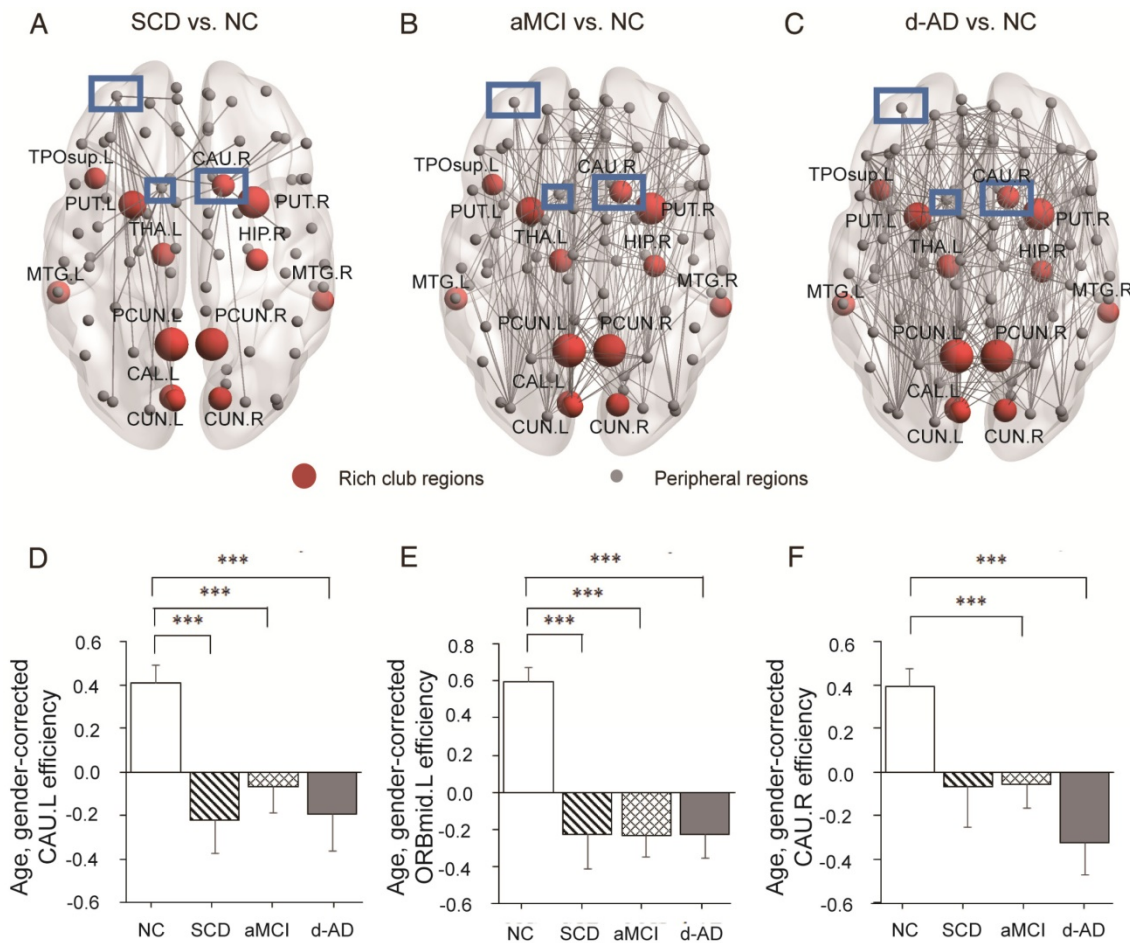 A SCD vs. NC
B aMCI vs. NC
C d-AD vs. NC
TPOsup.L
CAU.R
PUT.L
PUT.R
THA.L
HIP.R
MTG.L
MTG.R
PCUN.L
PCUN.R
CAL.L
CUN.L
CUN.R
TPOsup.L
CAU.R
PUT.L
PUT.R
THA.L
HIP.R
MTG.L
MTG.R
PCUN.L
PCUN.R
CAL.L
CUN.L
CUN.R
TPOsup.L
CAU.R
PUT.L
PUT.R
THA.L
HIP.R
MTG.L
MTG.R
PCUN.L
PCUN.R
CAL.L
CUN.L
CUN.R
Rich club regions
Peripheral regions
D
***
***
***
Age, gender-corrected
CAU.L efficiency
0.6
0.4
0.2
0.0
-0.2
-0.4
-0.6
NC SCD aMCI d-AD
E
***
***
***
Age, gender-corrected
ORBmid.L efficiency
0.8
0.6
0.4
0.2
0.0
-0.2
-0.4
-0.6
NC SCD aMCI d-AD
F
***
***
Age, gender-corrected
CAU.R efficiency
0.6
0.4
0.2
0.0
-0.2
-0.4
-0.6
NC SCD aMCI d-AD